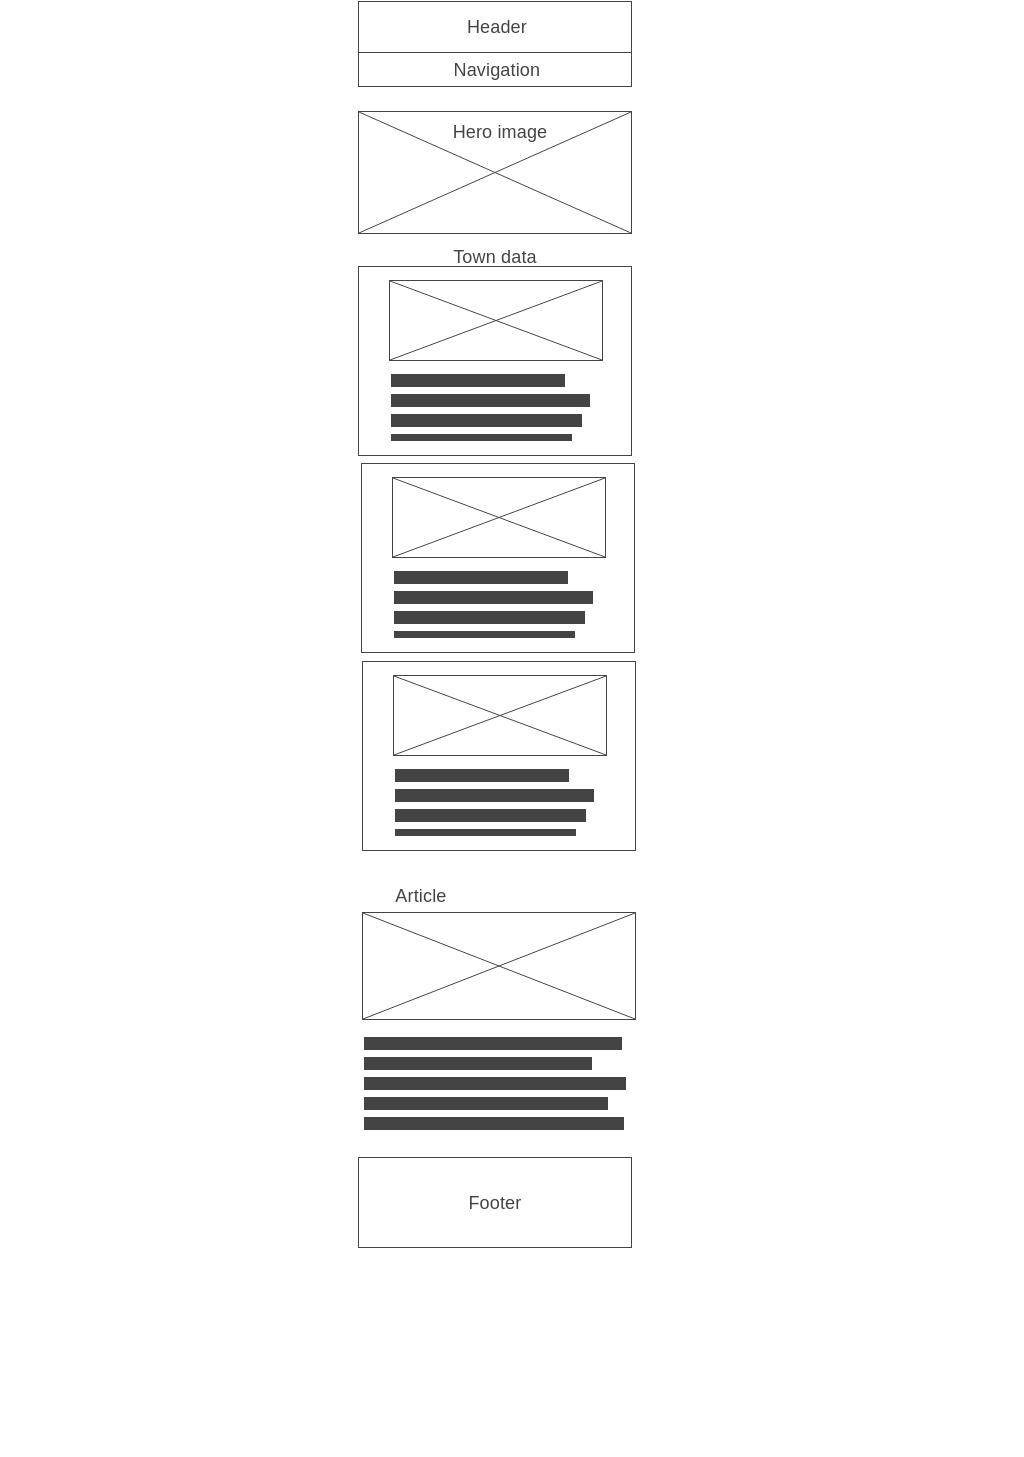 Header
Navigation
Hero image
Town data
Article
Footer